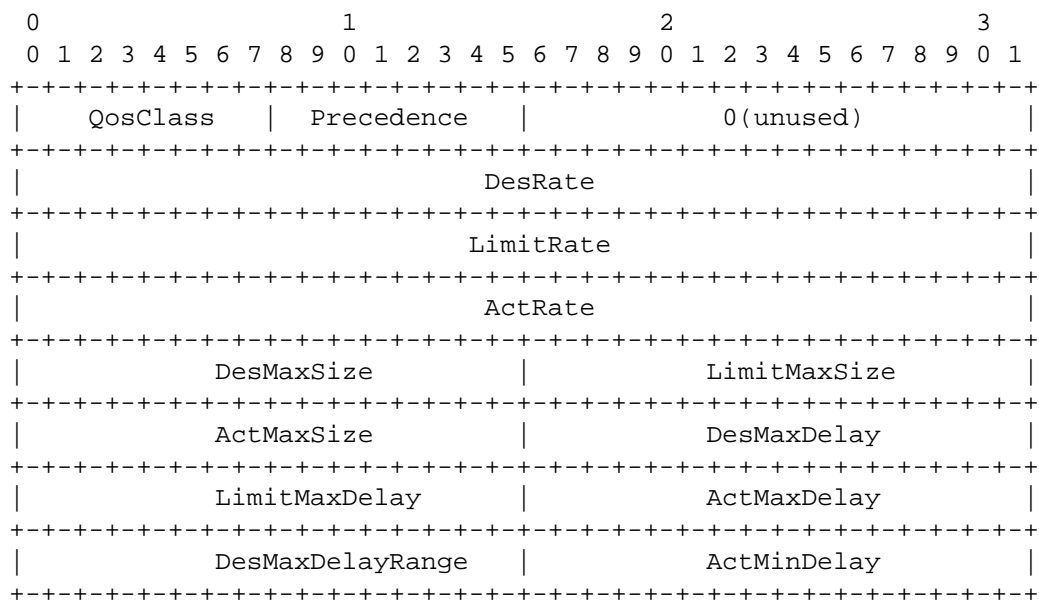 0                   1                   2                   3
 0 1 2 3 4 5 6 7 8 9 0 1 2 3 4 5 6 7 8 9 0 1 2 3 4 5 6 7 8 9 0 1
+-+-+-+-+-+-+-+-+-+-+-+-+-+-+-+-+-+-+-+-+-+-+-+-+-+-+-+-+-+-+-+-+
|    QosClass   |  Precedence   |            0(unused)          |
+-+-+-+-+-+-+-+-+-+-+-+-+-+-+-+-+-+-+-+-+-+-+-+-+-+-+-+-+-+-+-+-+
|                             DesRate                           |
+-+-+-+-+-+-+-+-+-+-+-+-+-+-+-+-+-+-+-+-+-+-+-+-+-+-+-+-+-+-+-+-+
|                            LimitRate                          |
+-+-+-+-+-+-+-+-+-+-+-+-+-+-+-+-+-+-+-+-+-+-+-+-+-+-+-+-+-+-+-+-+
|                             ActRate                           |
+-+-+-+-+-+-+-+-+-+-+-+-+-+-+-+-+-+-+-+-+-+-+-+-+-+-+-+-+-+-+-+-+
|            DesMaxSize         |           LimitMaxSize        |
+-+-+-+-+-+-+-+-+-+-+-+-+-+-+-+-+-+-+-+-+-+-+-+-+-+-+-+-+-+-+-+-+
|            ActMaxSize         |           DesMaxDelay         |
+-+-+-+-+-+-+-+-+-+-+-+-+-+-+-+-+-+-+-+-+-+-+-+-+-+-+-+-+-+-+-+-+
|            LimitMaxDelay      |           ActMaxDelay         |
+-+-+-+-+-+-+-+-+-+-+-+-+-+-+-+-+-+-+-+-+-+-+-+-+-+-+-+-+-+-+-+-+
|            DesMaxDelayRange   |           ActMinDelay         |
+-+-+-+-+-+-+-+-+-+-+-+-+-+-+-+-+-+-+-+-+-+-+-+-+-+-+-+-+-+-+-+-+